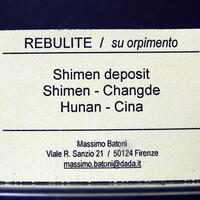 REBULITE / su orpimento
Shimen deposit
Shimen - Changde
Hunan - Cina
Massimo Batoni
Viale R. Sanzio 21 / 50124 Firenze
massimo.batoni@dada.it